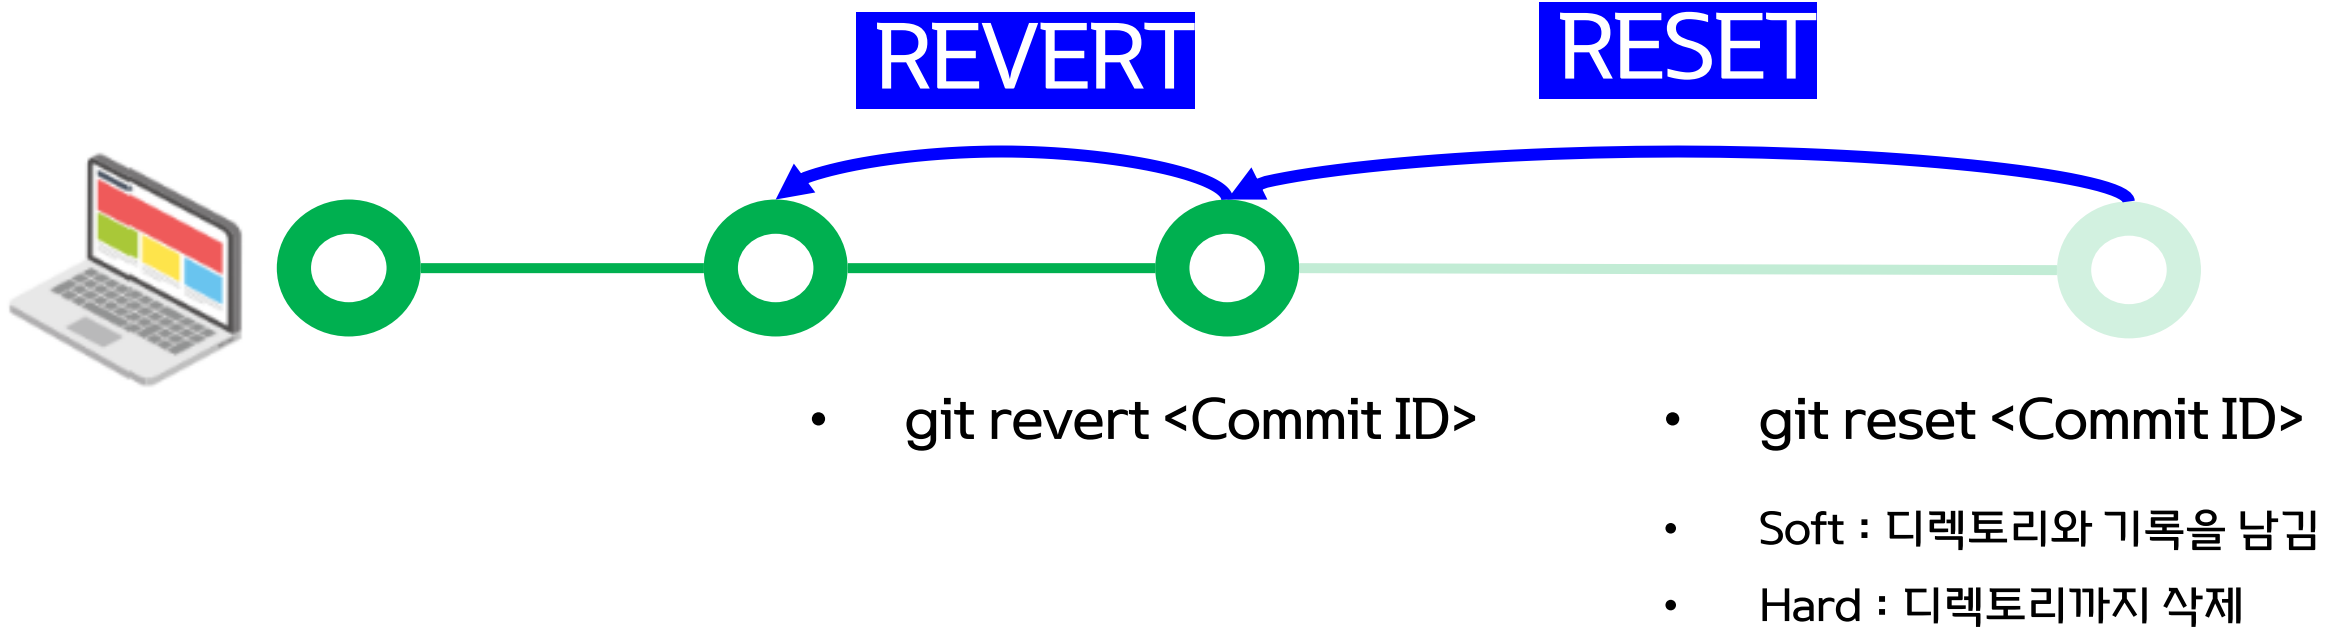 REVERT
RESET
• git revert <Commit ID>
• git reset <Commit ID>
• Soft : 디렉토리와 기록을 남김
• Hard : 디렉토리까지 삭제